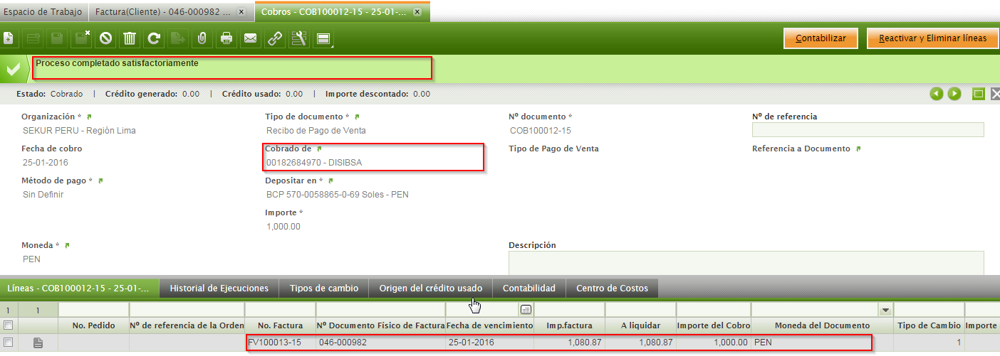 Espacio de Trabajo Factura(Cliente) - 046-000982 ... x Cobros - COB100012-15 - 25-01-... x
Contabilizar Reactivar y Eliminar líneas
Proceso completado satisfactoriamente
Estado: Cobrado | Crédito generado: 0.00 | Crédito usado: 0.00 | Importe descontado: 0.00
Organización * Tipo de documento * Nº documento * Nº de referencia
SEKUR PERU - Región Lima Recibo de Pago de Venta COB100012-15
Fecha de cobro Cobrado de Tipo de Pago de Venta Referencia a Documento
25-01-2016 00182684970 - DISIBSA
Método de pago * Depositar en *
Sin Definir BCP 570-0058865-0-69 Soles - PEN
Importe *
1,000.00
Moneda * Descripción
PEN
Líneas - COB100012-15 - 25-01-... Historial de Ejecuciones Tipos de cambio Origen del crédito usado Contabilidad Centro de Costos
1 1
No. Pedido Nº de referencia de la Orden No. Factura Nº Documento Físico de Factura Fecha de vencimiento Imp.factura A liquidar Importe del Cobro Moneda del Documento Tipo de Cambio Importe
FV100013-15 046-000982 25-01-2016 1,080.87 1,080.87 1,000.00 PEN 1